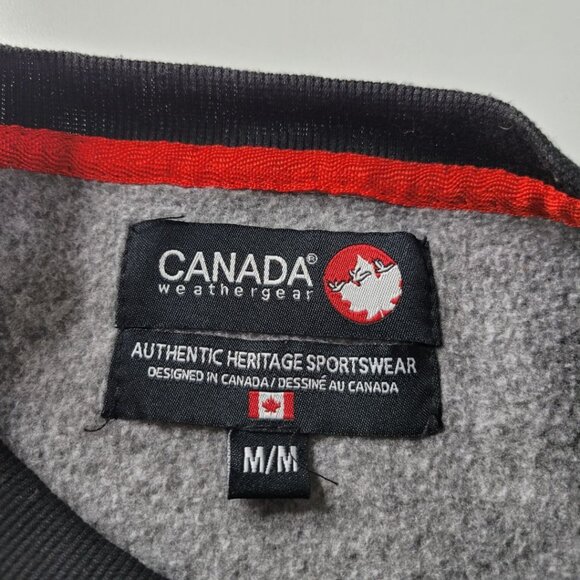 CANADA®
weathergear
AUTHENTIC HERITAGE SPORTSWEAR
DESIGNED IN CANADA / DESSINÉ AU CANADA
M/M